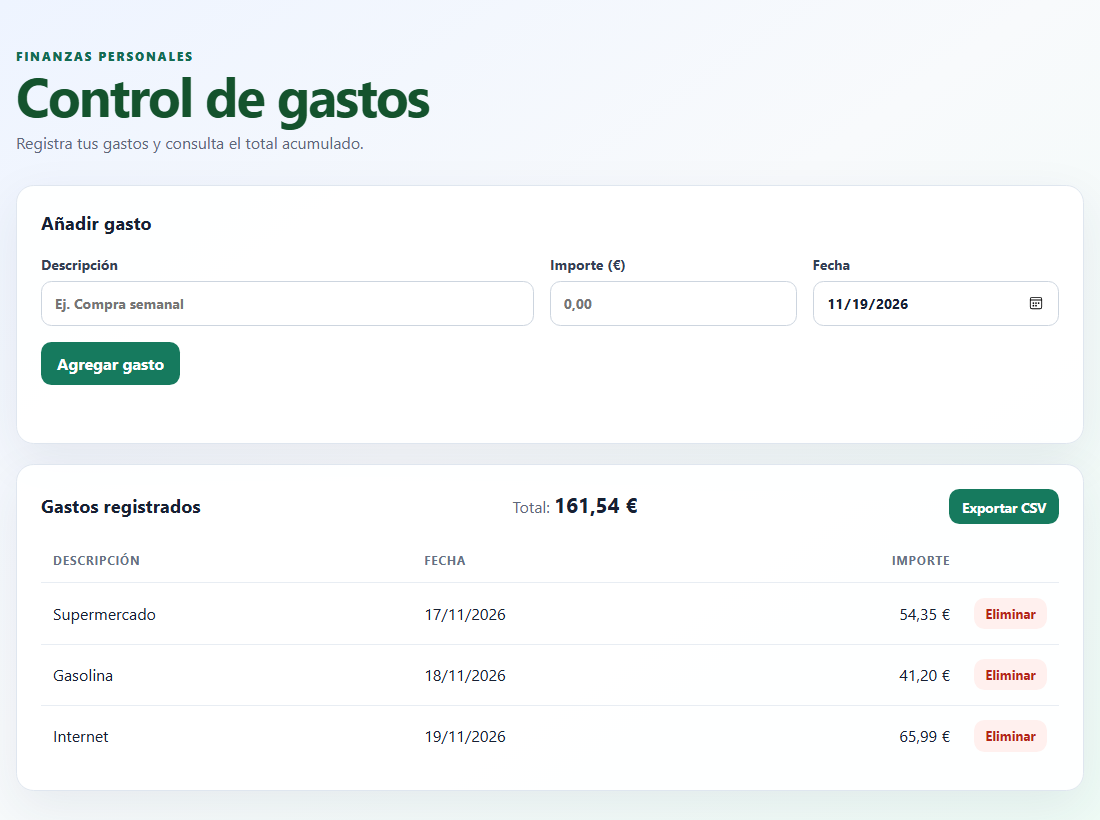 FINANZAS PERSONALES
Control de gastos
Registra tus gastos y consulta el total acumulado.
Añadir gasto
Descripción Importe (€) Fecha
Ej. Compra semanal 0,00 11/19/2026
Agregar gasto
Gastos registrados Total: 161,54 € Exportar CSV
DESCRIPCIÓN FECHA IMPORTE
Supermercado 17/11/2026 54,35 € Eliminar
Gasolina 18/11/2026 41,20 € Eliminar
Internet 19/11/2026 65,99 € Eliminar